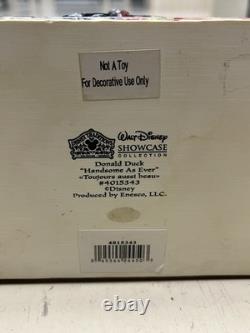 Not A Toy
For Decorative Use Only
WALT DISNEY
SHOWCASE
COLLECTION
Donald Duck
"Handsome As Ever"
«Toujours aussi beau»
#4015343
©Disney
Produced by Enesco, LLC.
4015343